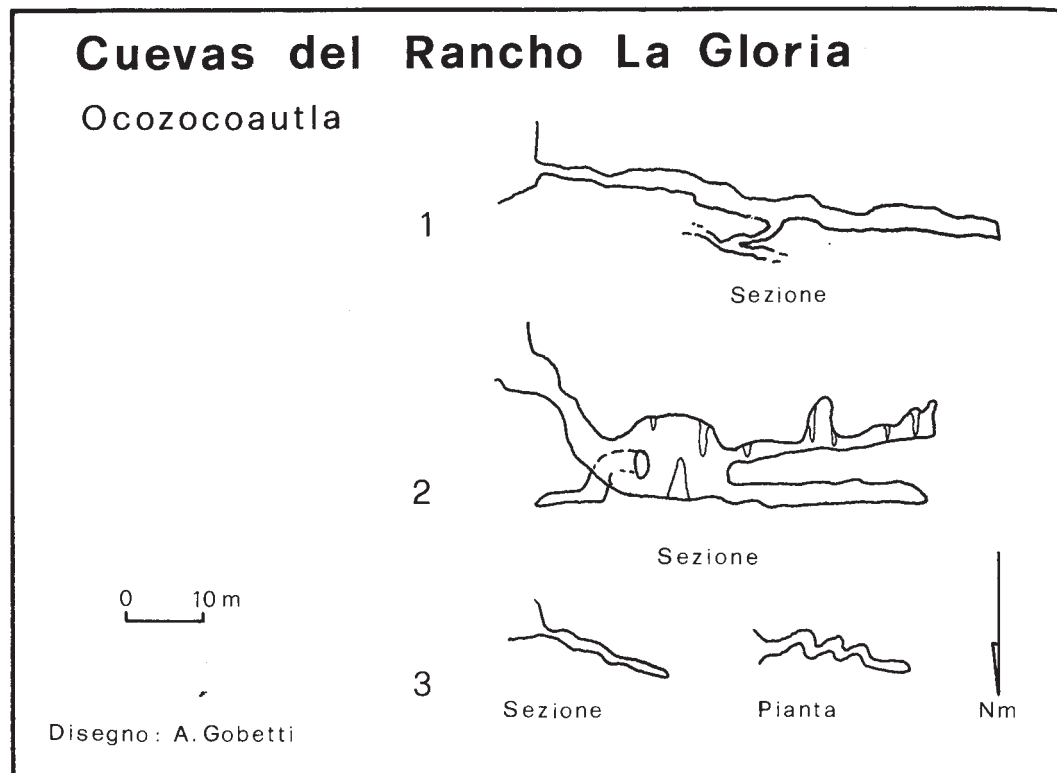 Cuevas del Rancho La Gloria
Ocozocoautla
1
Sezione
2
Sezione
0 10 m
3
Sezione
Pianta
Nm
Disegno: A. Gobetti